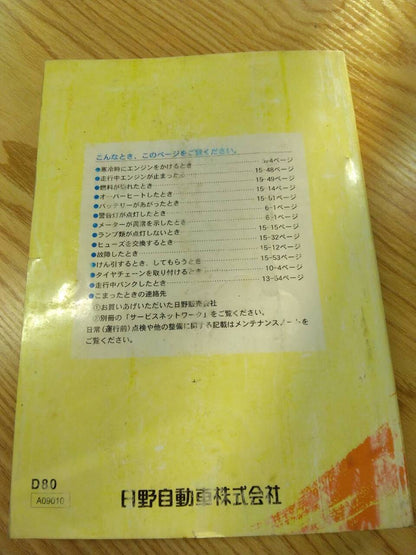 こんなとき、このページをご覧ください。
●寒冷時にエンジンをかけるとき 5-4ページ
●走行中エンジンが止まったら 15-48ページ
●燃料が切れたとき 15-49ページ
●オーバーヒートしたとき 15-14ページ
●バッテリーがあがったとき 15-51ページ
●警告灯が点灯したとき 6-1ページ
●メーターが異常を示したとき 6-1ページ
●ランプ類が点灯しないとき 15-15ページ
●ヒューズを交換するとき 15-32ページ
●故障したとき 15-12ページ
●けん引するとき、してもらうとき 15-53ページ
●タイヤチェーンを取り付けるとき 10-4ページ
●走行中パンクしたとき 13-54ページ
●こまったときの連絡先
①お買いあげいただいた日野販売会社
②別冊の「サービスネットワーク」をご覧ください。
日常(運行前)点検や他の整備に関する記載はメンテナンスノートを
ご覧ください。
D80
A09010
日野自動車株式会社